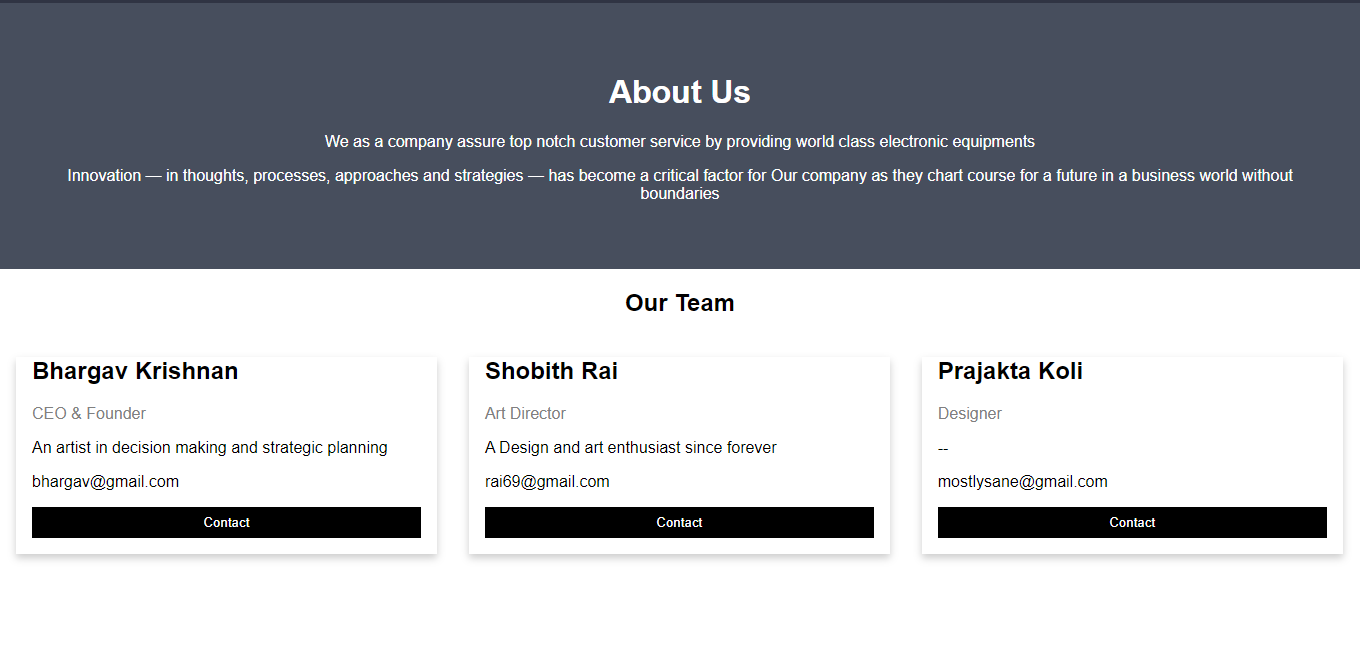 About Us
We as a company assure top notch customer service by providing world class electronic equipments
Innovation — in thoughts, processes, approaches and strategies — has become a critical factor for Our company as they chart course for a future in a business world without
boundaries
Our Team
Bhargav Krishnan
CEO & Founder
An artist in decision making and strategic planning
bhargav@gmail.com
Contact
Shobith Rai
Art Director
A Design and art enthusiast since forever
rai69@gmail.com
Contact
Prajakta Koli
Designer
--
mostlysane@gmail.com
Contact